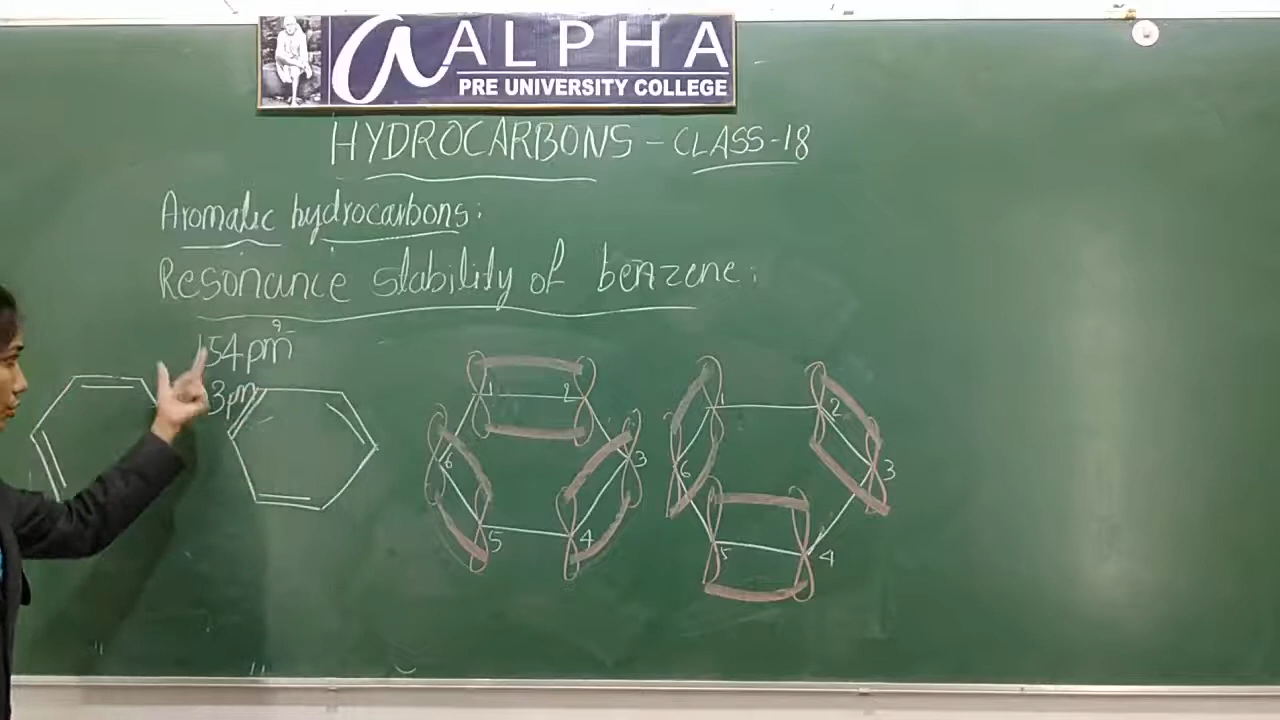 a ALPHA
PRE UNIVERSITY COLLEGE
HYDROCARBONS - CLASS-18
Aromatic hydrocarbons:
Resonance stability of benzene:
154 pm
3pm
1 2 3 4 5 6
1 2 3 4 5 6